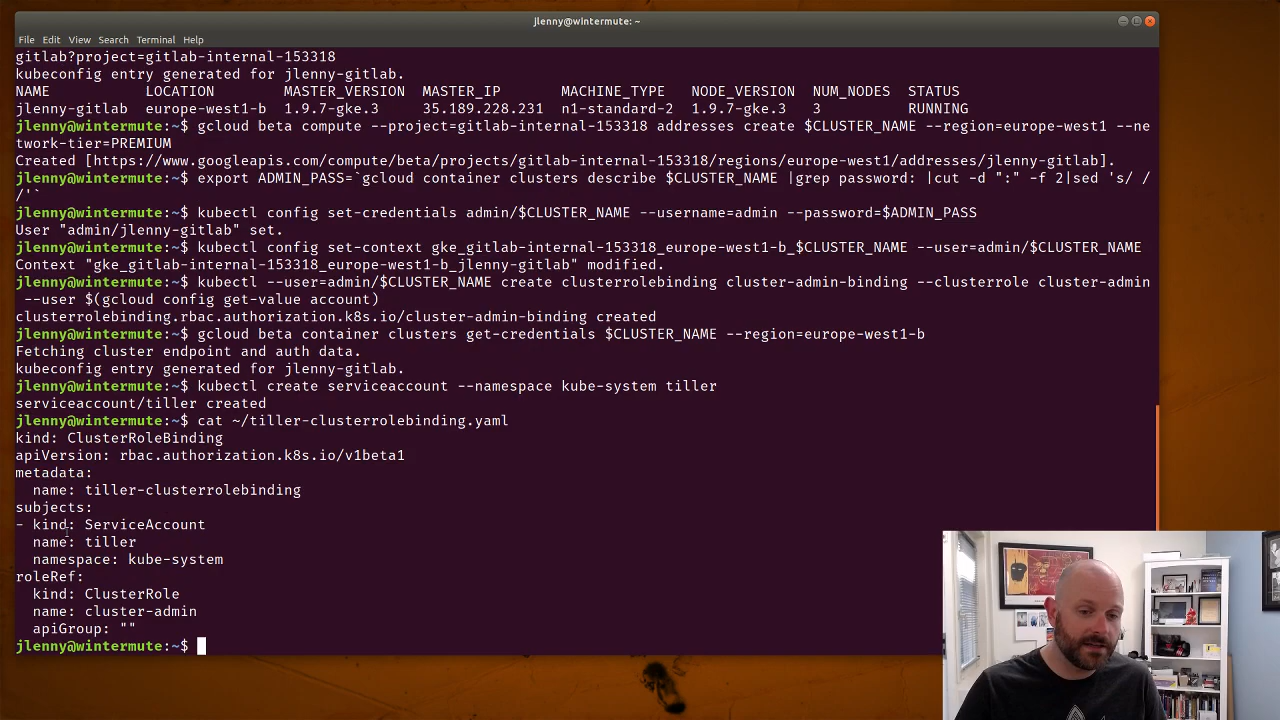 jlenny@wintermute: ~
File Edit View Search Terminal Help
gitlab?project=gitlab-internal-153318
kubeconfig entry generated for jlenny-gitlab.
NAME LOCATION MASTER_VERSION MASTER_IP MACHINE_TYPE NODE_VERSION NUM_NODES STATUS
jlenny-gitlab europe-west1-b 1.9.7-gke.3 35.189.228.231 n1-standard-2 1.9.7-gke.3 3 RUNNING
jlenny@wintermute:~$ gcloud beta compute --project=gitlab-internal-153318 addresses create $CLUSTER_NAME --region=europe-west1 --ne
twork-tier=PREMIUM
Created [https://www.googleapis.com/compute/beta/projects/gitlab-internal-153318/regions/europe-west1/addresses/jlenny-gitlab].
jlenny@wintermute:~$ export ADMIN_PASS=`gcloud container clusters describe $CLUSTER_NAME |grep password: |cut -d ":" -f 2|sed 's/ /
/'`
jlenny@wintermute:~$ kubectl config set-credentials admin/$CLUSTER_NAME --username=admin --password=$ADMIN_PASS
User "admin/jlenny-gitlab" set.
jlenny@wintermute:~$ kubectl config set-context gke_gitlab-internal-153318_europe-west1-b_$CLUSTER_NAME --user=admin/$CLUSTER_NAME
Context "gke_gitlab-internal-153318_europe-west1-b_jlenny-gitlab" modified.
jlenny@wintermute:~$ kubectl --user=admin/$CLUSTER_NAME create clusterrolebinding cluster-admin-binding --clusterrole cluster-admin
--user $(gcloud config get-value account)
clusterrolebinding.rbac.authorization.k8s.io/cluster-admin-binding created
jlenny@wintermute:~$ gcloud beta container clusters get-credentials $CLUSTER_NAME --region=europe-west1-b
Fetching cluster endpoint and auth data.
kubeconfig entry generated for jlenny-gitlab.
jlenny@wintermute:~$ kubectl create serviceaccount --namespace kube-system tiller
serviceaccount/tiller created
jlenny@wintermute:~$ cat ~/tiller-clusterrolebinding.yaml
kind: ClusterRoleBinding
apiVersion: rbac.authorization.k8s.io/v1beta1
metadata:
  name: tiller-clusterrolebinding
subjects:
- kind: ServiceAccount
  name: tiller
  namespace: kube-system
roleRef:
  kind: ClusterRole
  name: cluster-admin
  apiGroup: ""
jlenny@wintermute:~$